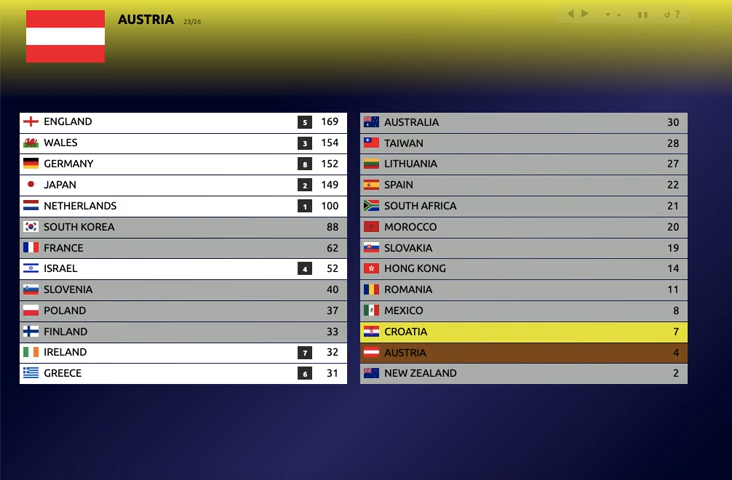 AUSTRIA 23/26
?
ENGLAND 5 169
WALES 3 154
GERMANY 8 152
JAPAN 2 149
NETHERLANDS 1 100
SOUTH KOREA 88
FRANCE 62
ISRAEL 4 52
SLOVENIA 40
POLAND 37
FINLAND 33
IRELAND 7 32
GREECE 6 31
AUSTRALIA 30
TAIWAN 28
LITHUANIA 27
SPAIN 22
SOUTH AFRICA 21
MOROCCO 20
SLOVAKIA 19
HONG KONG 14
ROMANIA 11
MEXICO 8
CROATIA 7
AUSTRIA 4
NEW ZEALAND 2